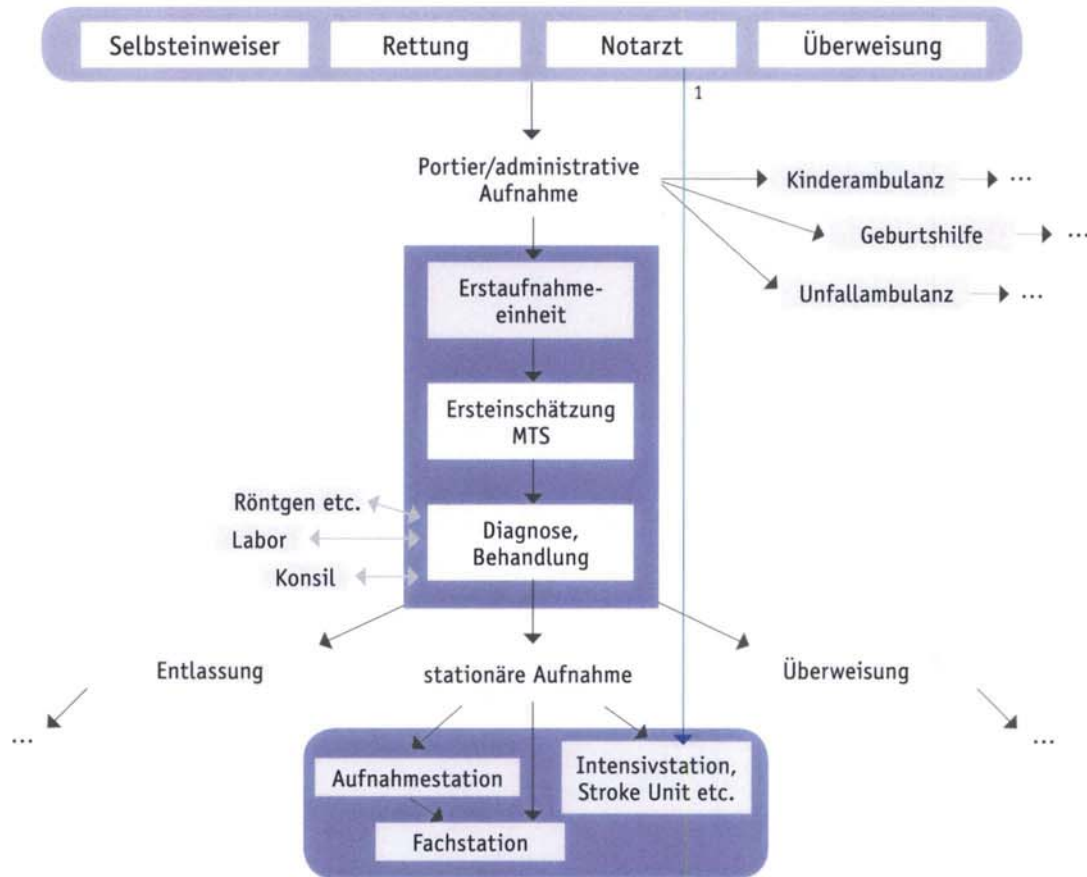 Selbsteinweiser
Rettung
Notarzt
Überweisung
1
Portier/administrative
Aufnahme
Kinderambulanz
...
Geburtshilfe
...
Unfallambulanz
...
Erstaufnahme-
einheit
Ersteinschätzung
MTS
Röntgen etc.
Labor
Konsil
Diagnose,
Behandlung
Entlassung
stationäre Aufnahme
Überweisung
...
...
Aufnahmestation
Intensivstation,
Stroke Unit etc.
Fachstation